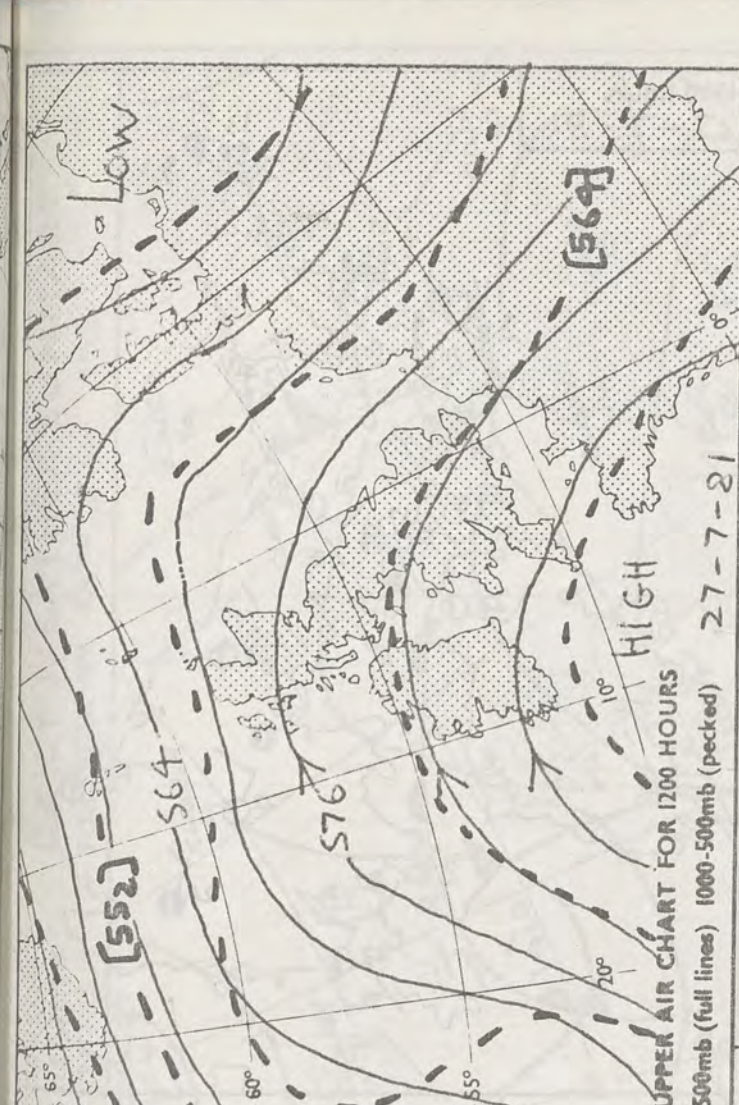 LOW
[564]
0°
HIGH
27-7-81
10°
564
576
[552]
20°
65°
60°
55°
UPPER AIR CHART FOR 1200 HOURS
500mb (full lines) 1000-500mb (pecked)